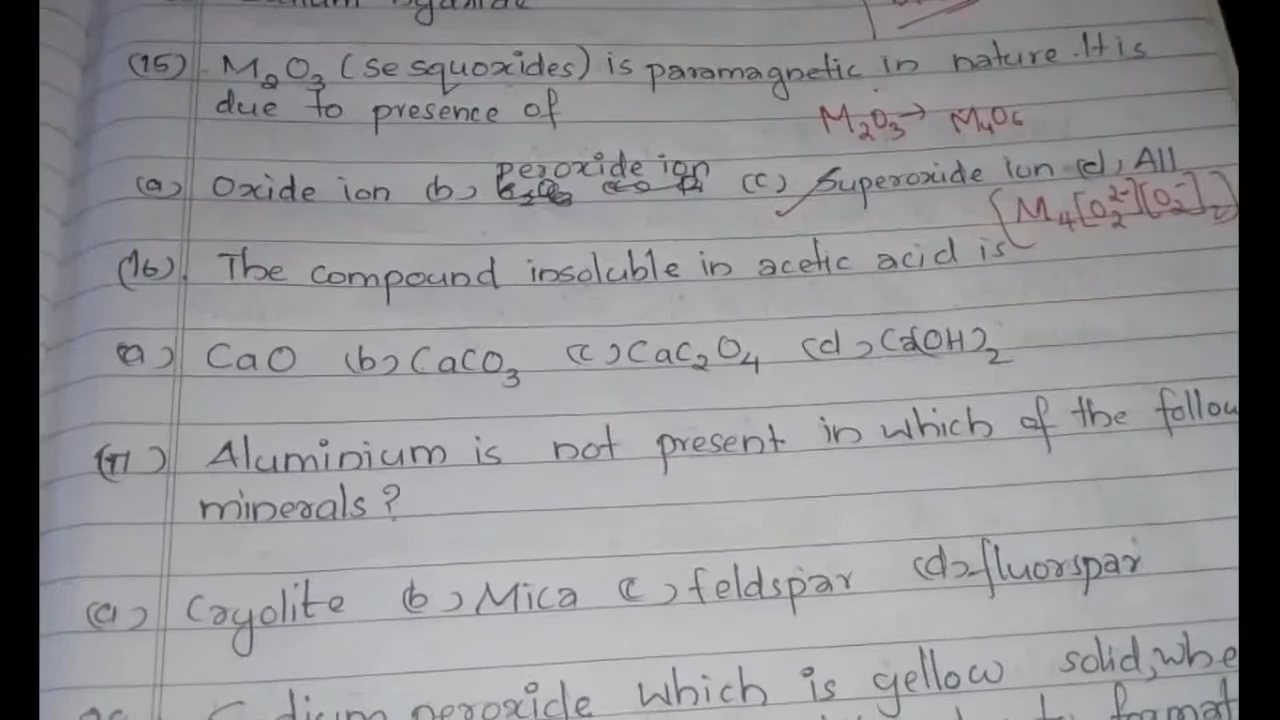 (15) M₂O₃ (sesquoxides) is paramagnetic in nature. It is
due to presence of
M₂O₃ → M₄O₆
(a) Oxide ion (b) peroxide ion (c) Superoxide ion (d) All
{M₄[O₂²⁻][O₂⁻]₂}
(16). The compound insoluble in acetic acid is
(a) CaO (b) CaCO₃ (c) CaC₂O₄ (d) Ca(OH)₂
(17) Aluminium is not present in which of the follow
minerals?
(a) Cryolite (b) Mica (c) feldspar (d) fluorspar
peroxide which is yellow solid, whe
format